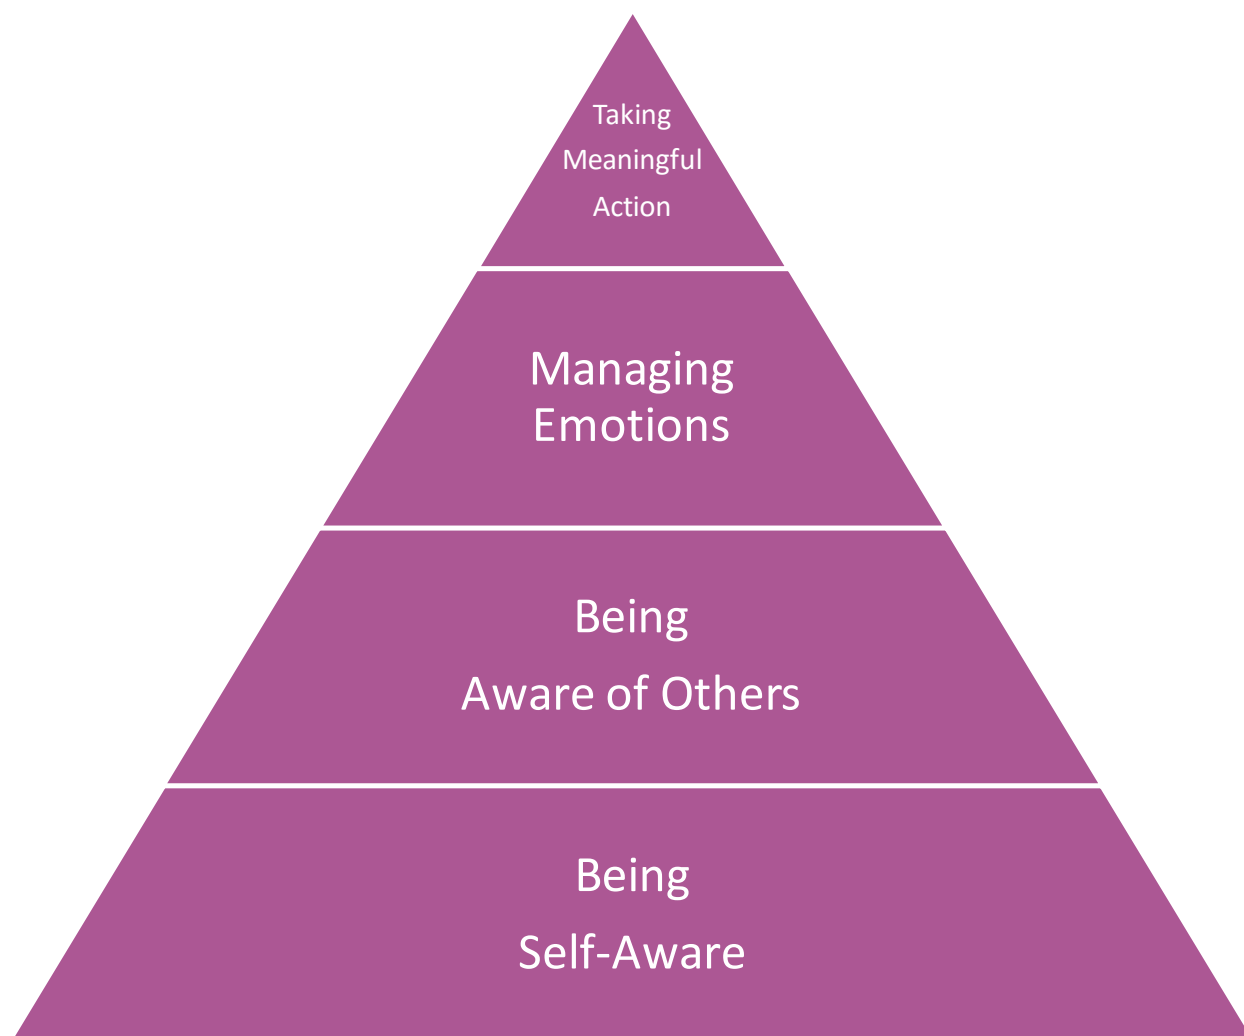 Taking
Meaningful
Action
Managing
Emotions
Being
Aware of Others
Being
Self-Aware